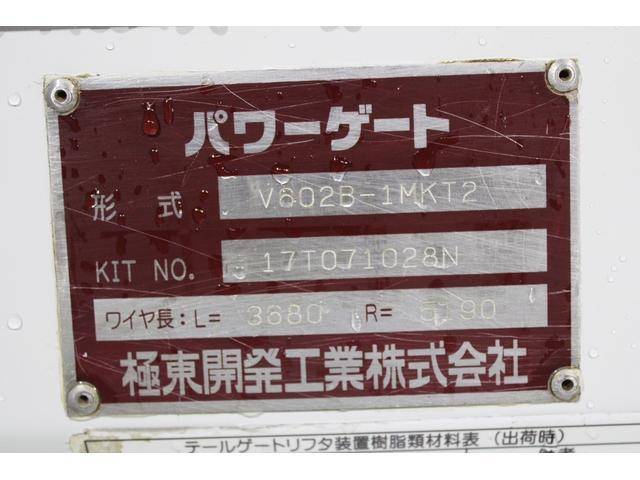 パワーゲート
形式 V602B-1MKT2
KIT NO. 17T071028N
ワイヤ長:L= 3680 R= 5190
極東開発工業株式会社
テールゲートリフタ装置樹脂類材料表(出荷時)